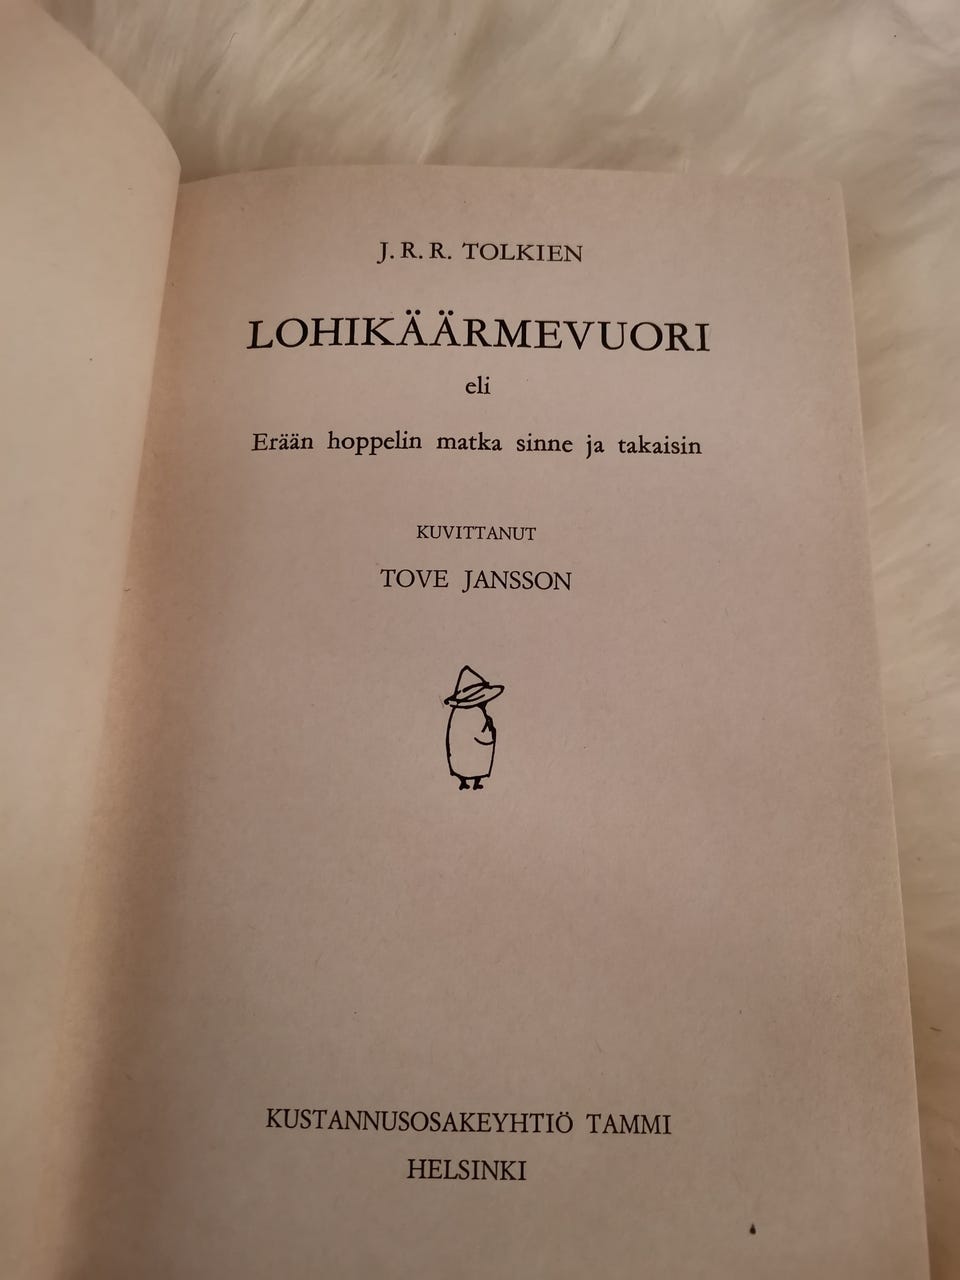 J. R. R. TOLKIEN
LOHIKÄÄRMEVUORI
eli
Erään hoppelin matka sinne ja takaisin
KUVITTANUT
TOVE JANSSON
KUSTANNUSOSAKEYHTIÖ TAMMI
HELSINKI